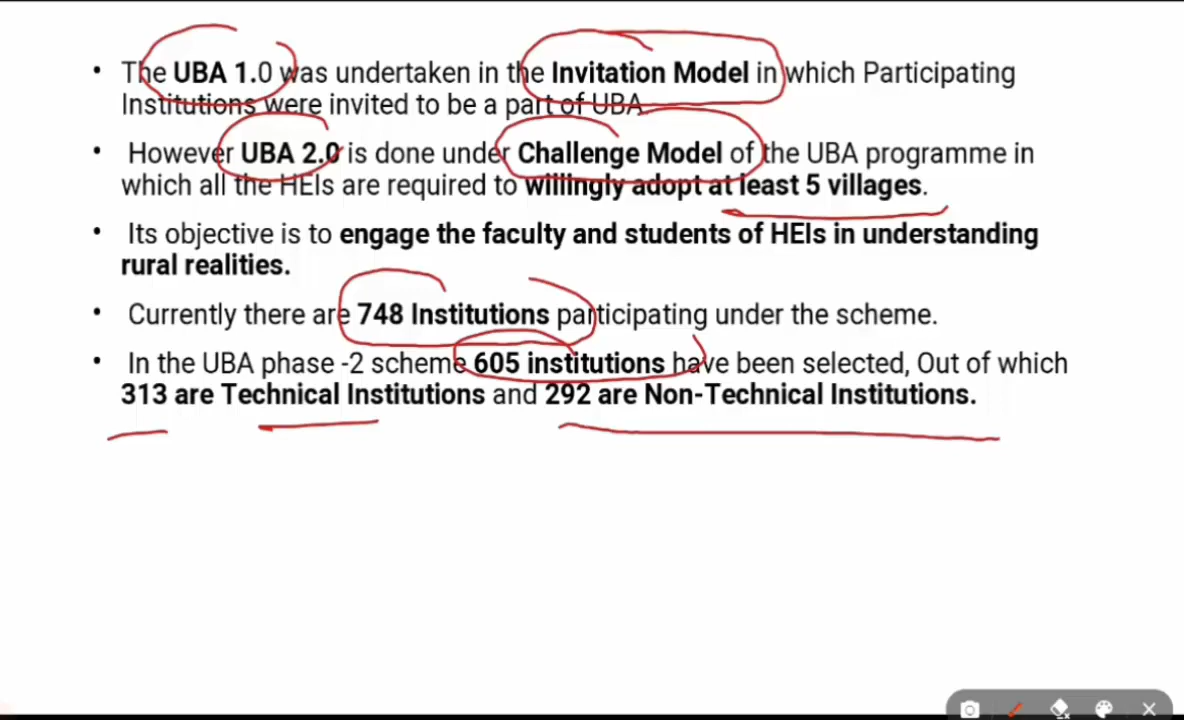 • The UBA 1.0 was undertaken in the Invitation Model in which Participating
Institutions were invited to be a part of UBA
• However UBA 2.0 is done under Challenge Model of the UBA programme in
which all the HEIs are required to willingly adopt at least 5 villages.
• Its objective is to engage the faculty and students of HEIs in understanding
rural realities.
• Currently there are 748 Institutions participating under the scheme.
• In the UBA phase -2 scheme 605 institutions have been selected, Out of which
313 are Technical Institutions and 292 are Non-Technical Institutions.